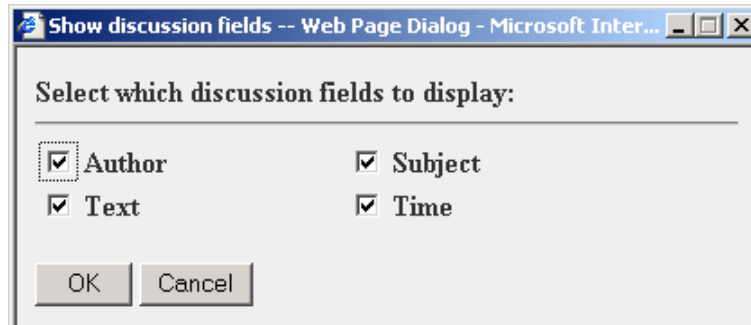 Show discussion fields -- Web Page Dialog - Microsoft Inter...
Select which discussion fields to display:
Author Subject
Text Time
OK Cancel